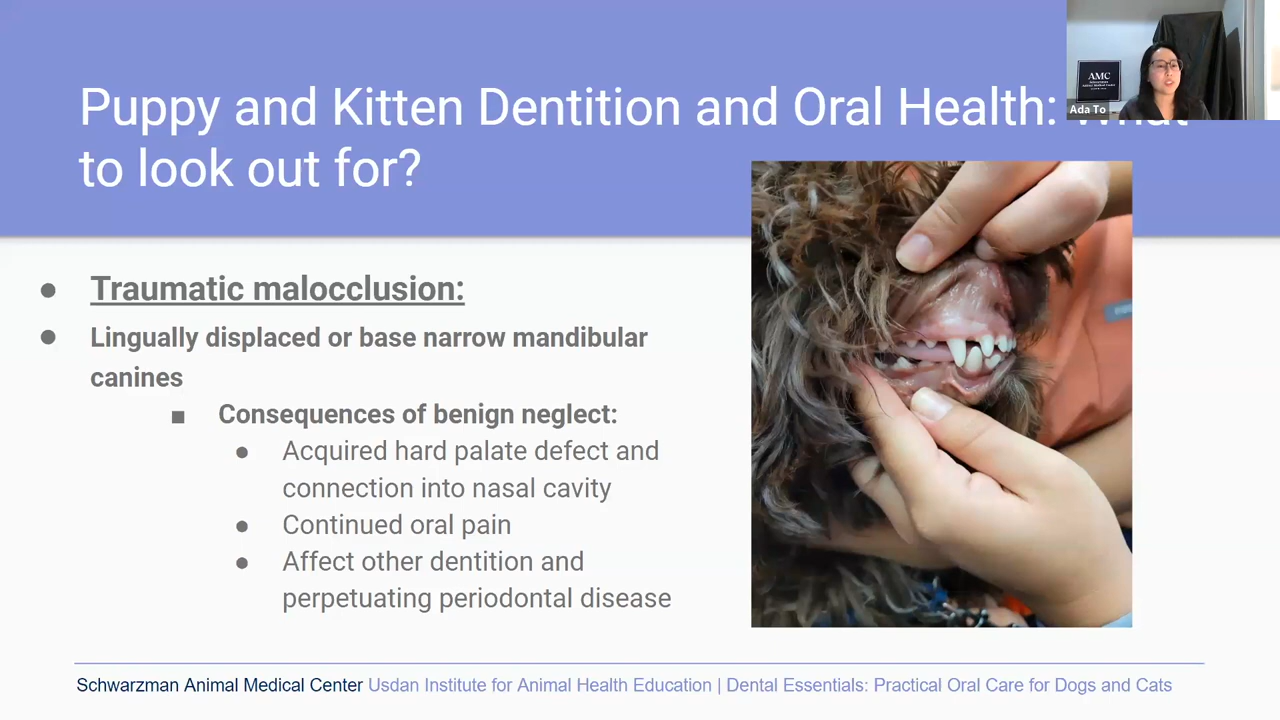 Puppy and Kitten Dentition and Oral Health: What
to look out for?
AMC
Ada To
Traumatic malocclusion:
Lingually displaced or base narrow mandibular
canines
Consequences of benign neglect:
Acquired hard palate defect and
connection into nasal cavity
Continued oral pain
Affect other dentition and
perpetuating periodontal disease
Schwarzman Animal Medical Center Usdan Institute for Animal Health Education | Dental Essentials: Practical Oral Care for Dogs and Cats